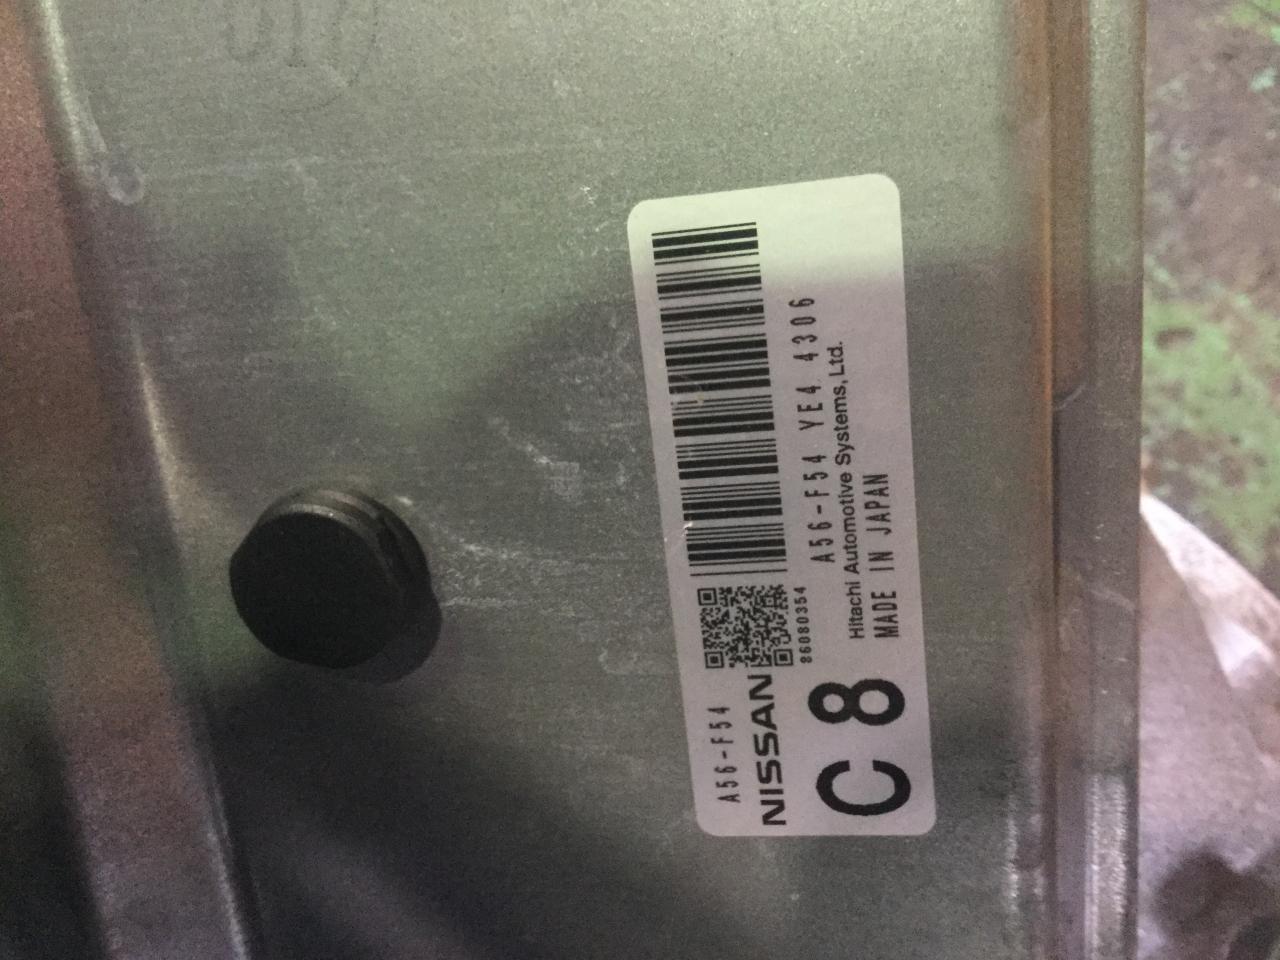 A56-F54
NISSAN
C8
86080354
A56-F54 YE4 4306
Hitachi Automotive Systems,Ltd.
MADE IN JAPAN